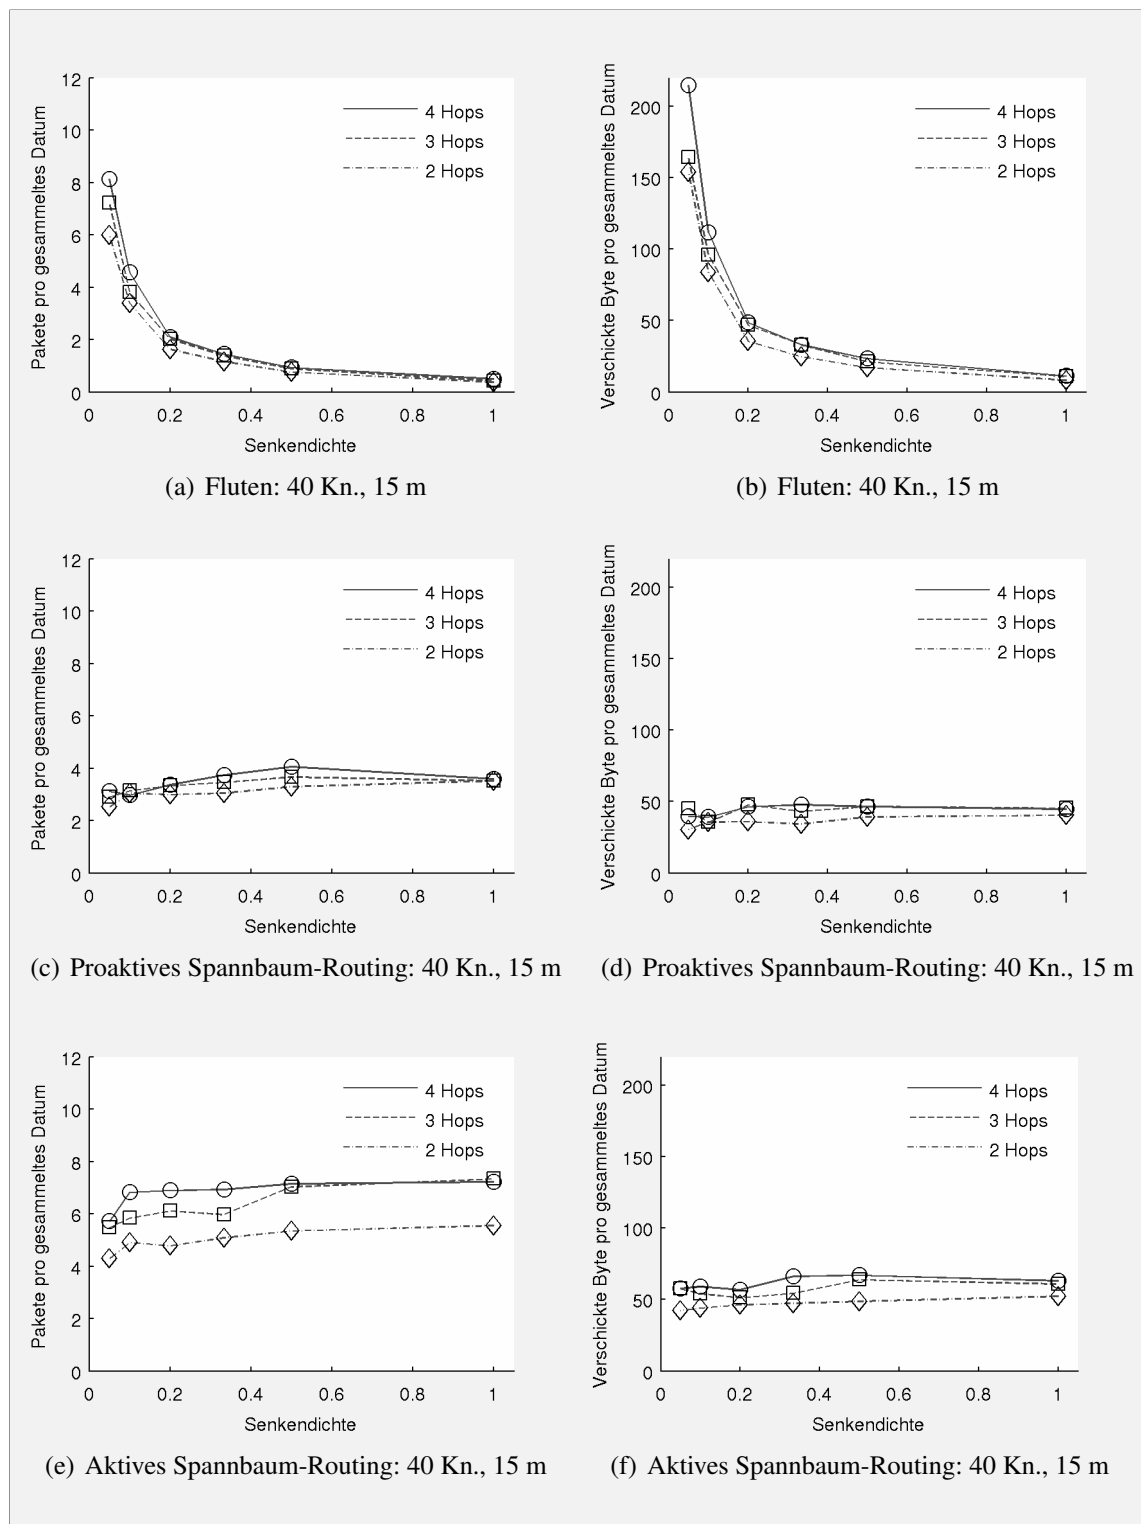 12
10
8
6
4
2
0
Pakete pro gesammeltes Datum
4 Hops
3 Hops
2 Hops
0 0.2 0.4 0.6 0.8 1
Senkendichte
(a) Fluten: 40 Kn., 15 m
200
150
100
50
0
Verschickte Byte pro gesammeltes Datum
4 Hops
3 Hops
2 Hops
0 0.2 0.4 0.6 0.8 1
Senkendichte
(b) Fluten: 40 Kn., 15 m
12
10
8
6
4
2
0
Pakete pro gesammeltes Datum
4 Hops
3 Hops
2 Hops
0 0.2 0.4 0.6 0.8 1
Senkendichte
(c) Proaktives Spannbaum-Routing: 40 Kn., 15 m
200
150
100
50
0
Verschickte Byte pro gesammeltes Datum
4 Hops
3 Hops
2 Hops
0 0.2 0.4 0.6 0.8 1
Senkendichte
(d) Proaktives Spannbaum-Routing: 40 Kn., 15 m
12
10
8
6
4
2
0
Pakete pro gesammeltes Datum
4 Hops
3 Hops
2 Hops
0 0.2 0.4 0.6 0.8 1
Senkendichte
(e) Aktives Spannbaum-Routing: 40 Kn., 15 m
200
150
100
50
0
Verschickte Byte pro gesammeltes Datum
4 Hops
3 Hops
2 Hops
0 0.2 0.4 0.6 0.8 1
Senkendichte
(f) Aktives Spannbaum-Routing: 40 Kn., 15 m